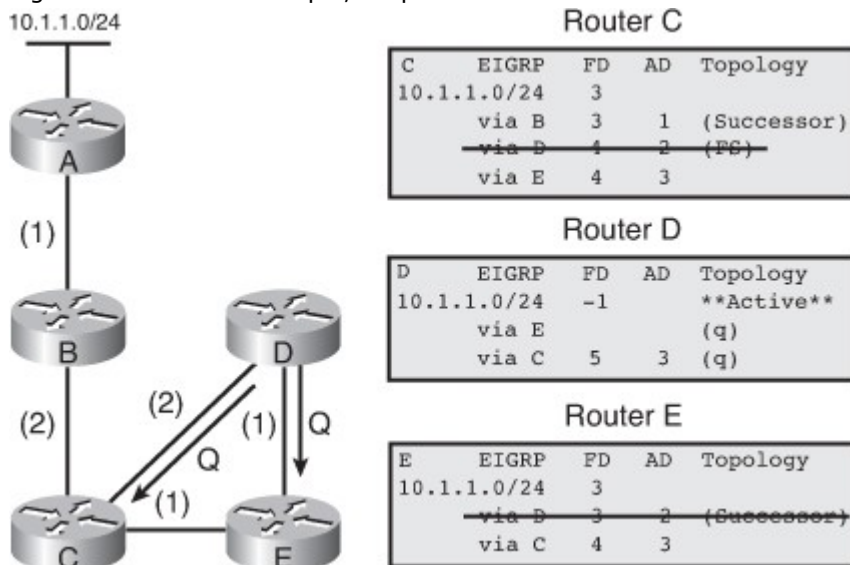 10.1.1.0/24
A
(1)
B
D
(2)
(2)
(1)
Q
Q
(1)
C
E
Router C
C EIGRP FD AD Topology
10.1.1.0/24 3
via B 3 1 (Successor)
via D 4 2 (FS)
via E 4 3
Router D
D EIGRP FD AD Topology
10.1.1.0/24 -1 **Active**
via E (q)
via C 5 3 (q)
Router E
E EIGRP FD AD Topology
10.1.1.0/24 3
via D 3 2 (Successor)
via C 4 3